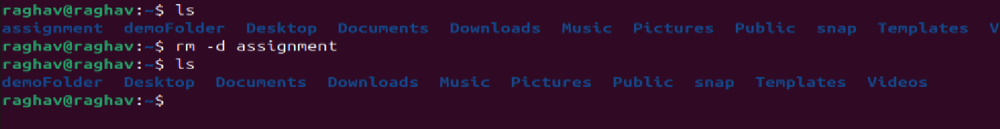 raghav@raghav:~$ ls
assignment demoFolder Desktop Documents Downloads Music Pictures Public snap Templates V
raghav@raghav:~$ rm -d assignment
raghav@raghav:~$ ls
demoFolder Desktop Documents Downloads Music Pictures Public snap Templates Videos
raghav@raghav:~$